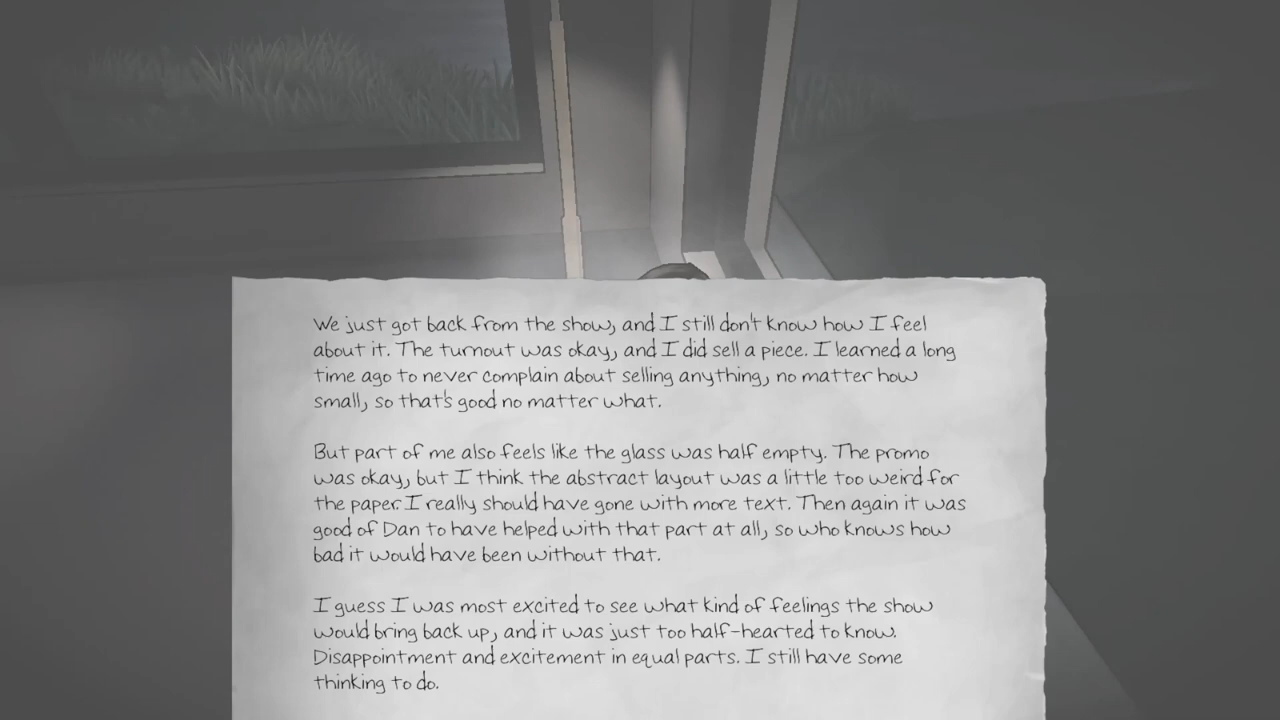 We just got back from the show, and I still don't know how I feel
about it. The turnout was okay, and I did sell a piece. I learned a long
time ago to never complain about selling anything, no matter how
small, so that's good no matter what.
But part of me also feels like the glass was half empty. The promo
was okay, but I think the abstract layout was a little too weird for
the paper. I really should have gone with more text. Then again it was
good of Dan to have helped with that part at all, so who knows how
bad it would have been without that.
I guess I was most excited to see what kind of feelings the show
would bring back up, and it was just too half-hearted to know.
Disappointment and excitement in equal parts. I still have some
thinking to do.